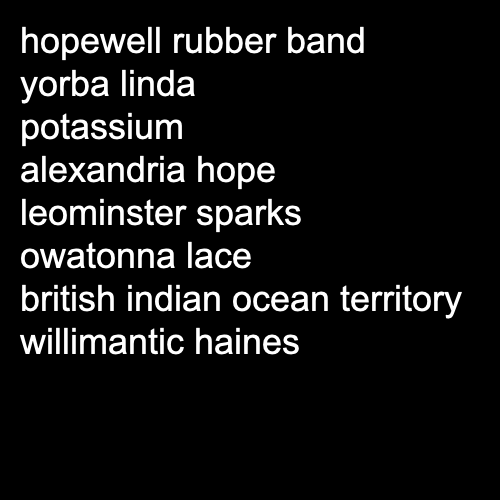 hopewell rubber band
yorba linda
potassium
alexandria hope
leominster sparks
owatonna lace
british indian ocean territory
willimantic haines